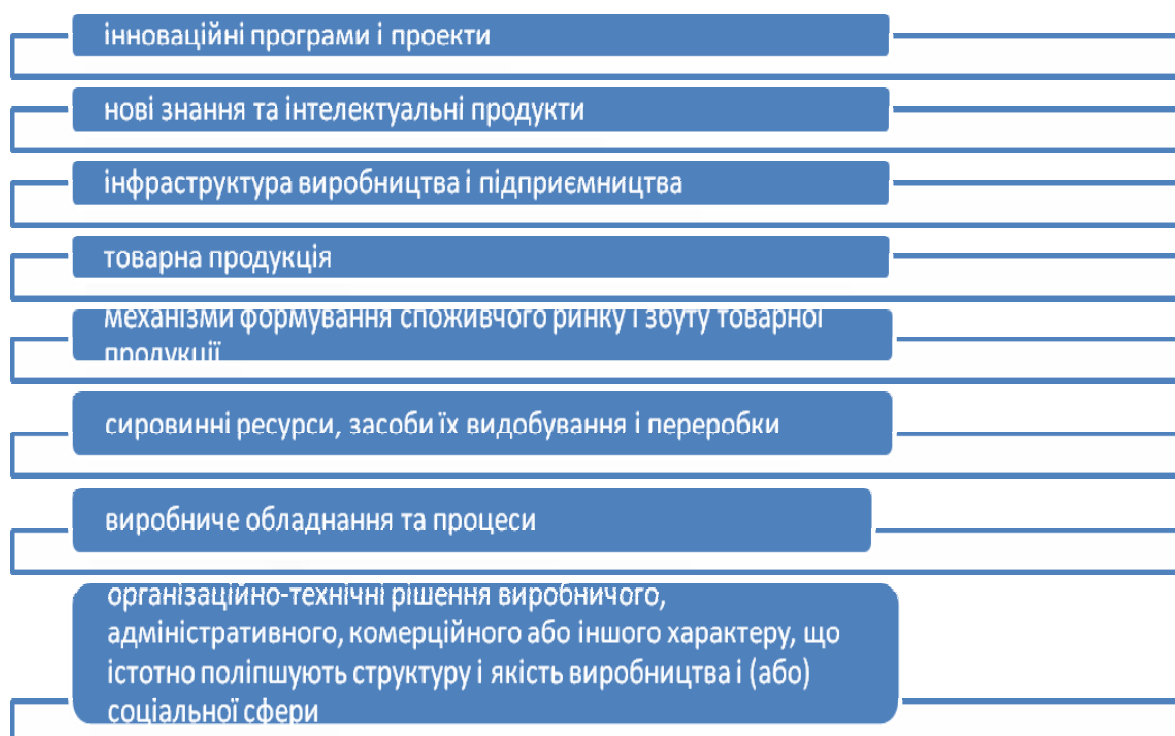 інноваційні програми і проекти
нові знання та інтелектуальні продукти
інфраструктура виробництва і підприємництва
товарна продукція
механізми формування споживчого ринку і збуту товарної
продукції
сировинні ресурси, засоби їх видобування і переробки
виробниче обладнання та процеси
організаційно-технічні рішення виробничого,
адміністративного, комерційного або іншого характеру, що
істотно поліпшують структуру і якість виробництва і (або)
соціальної сфери